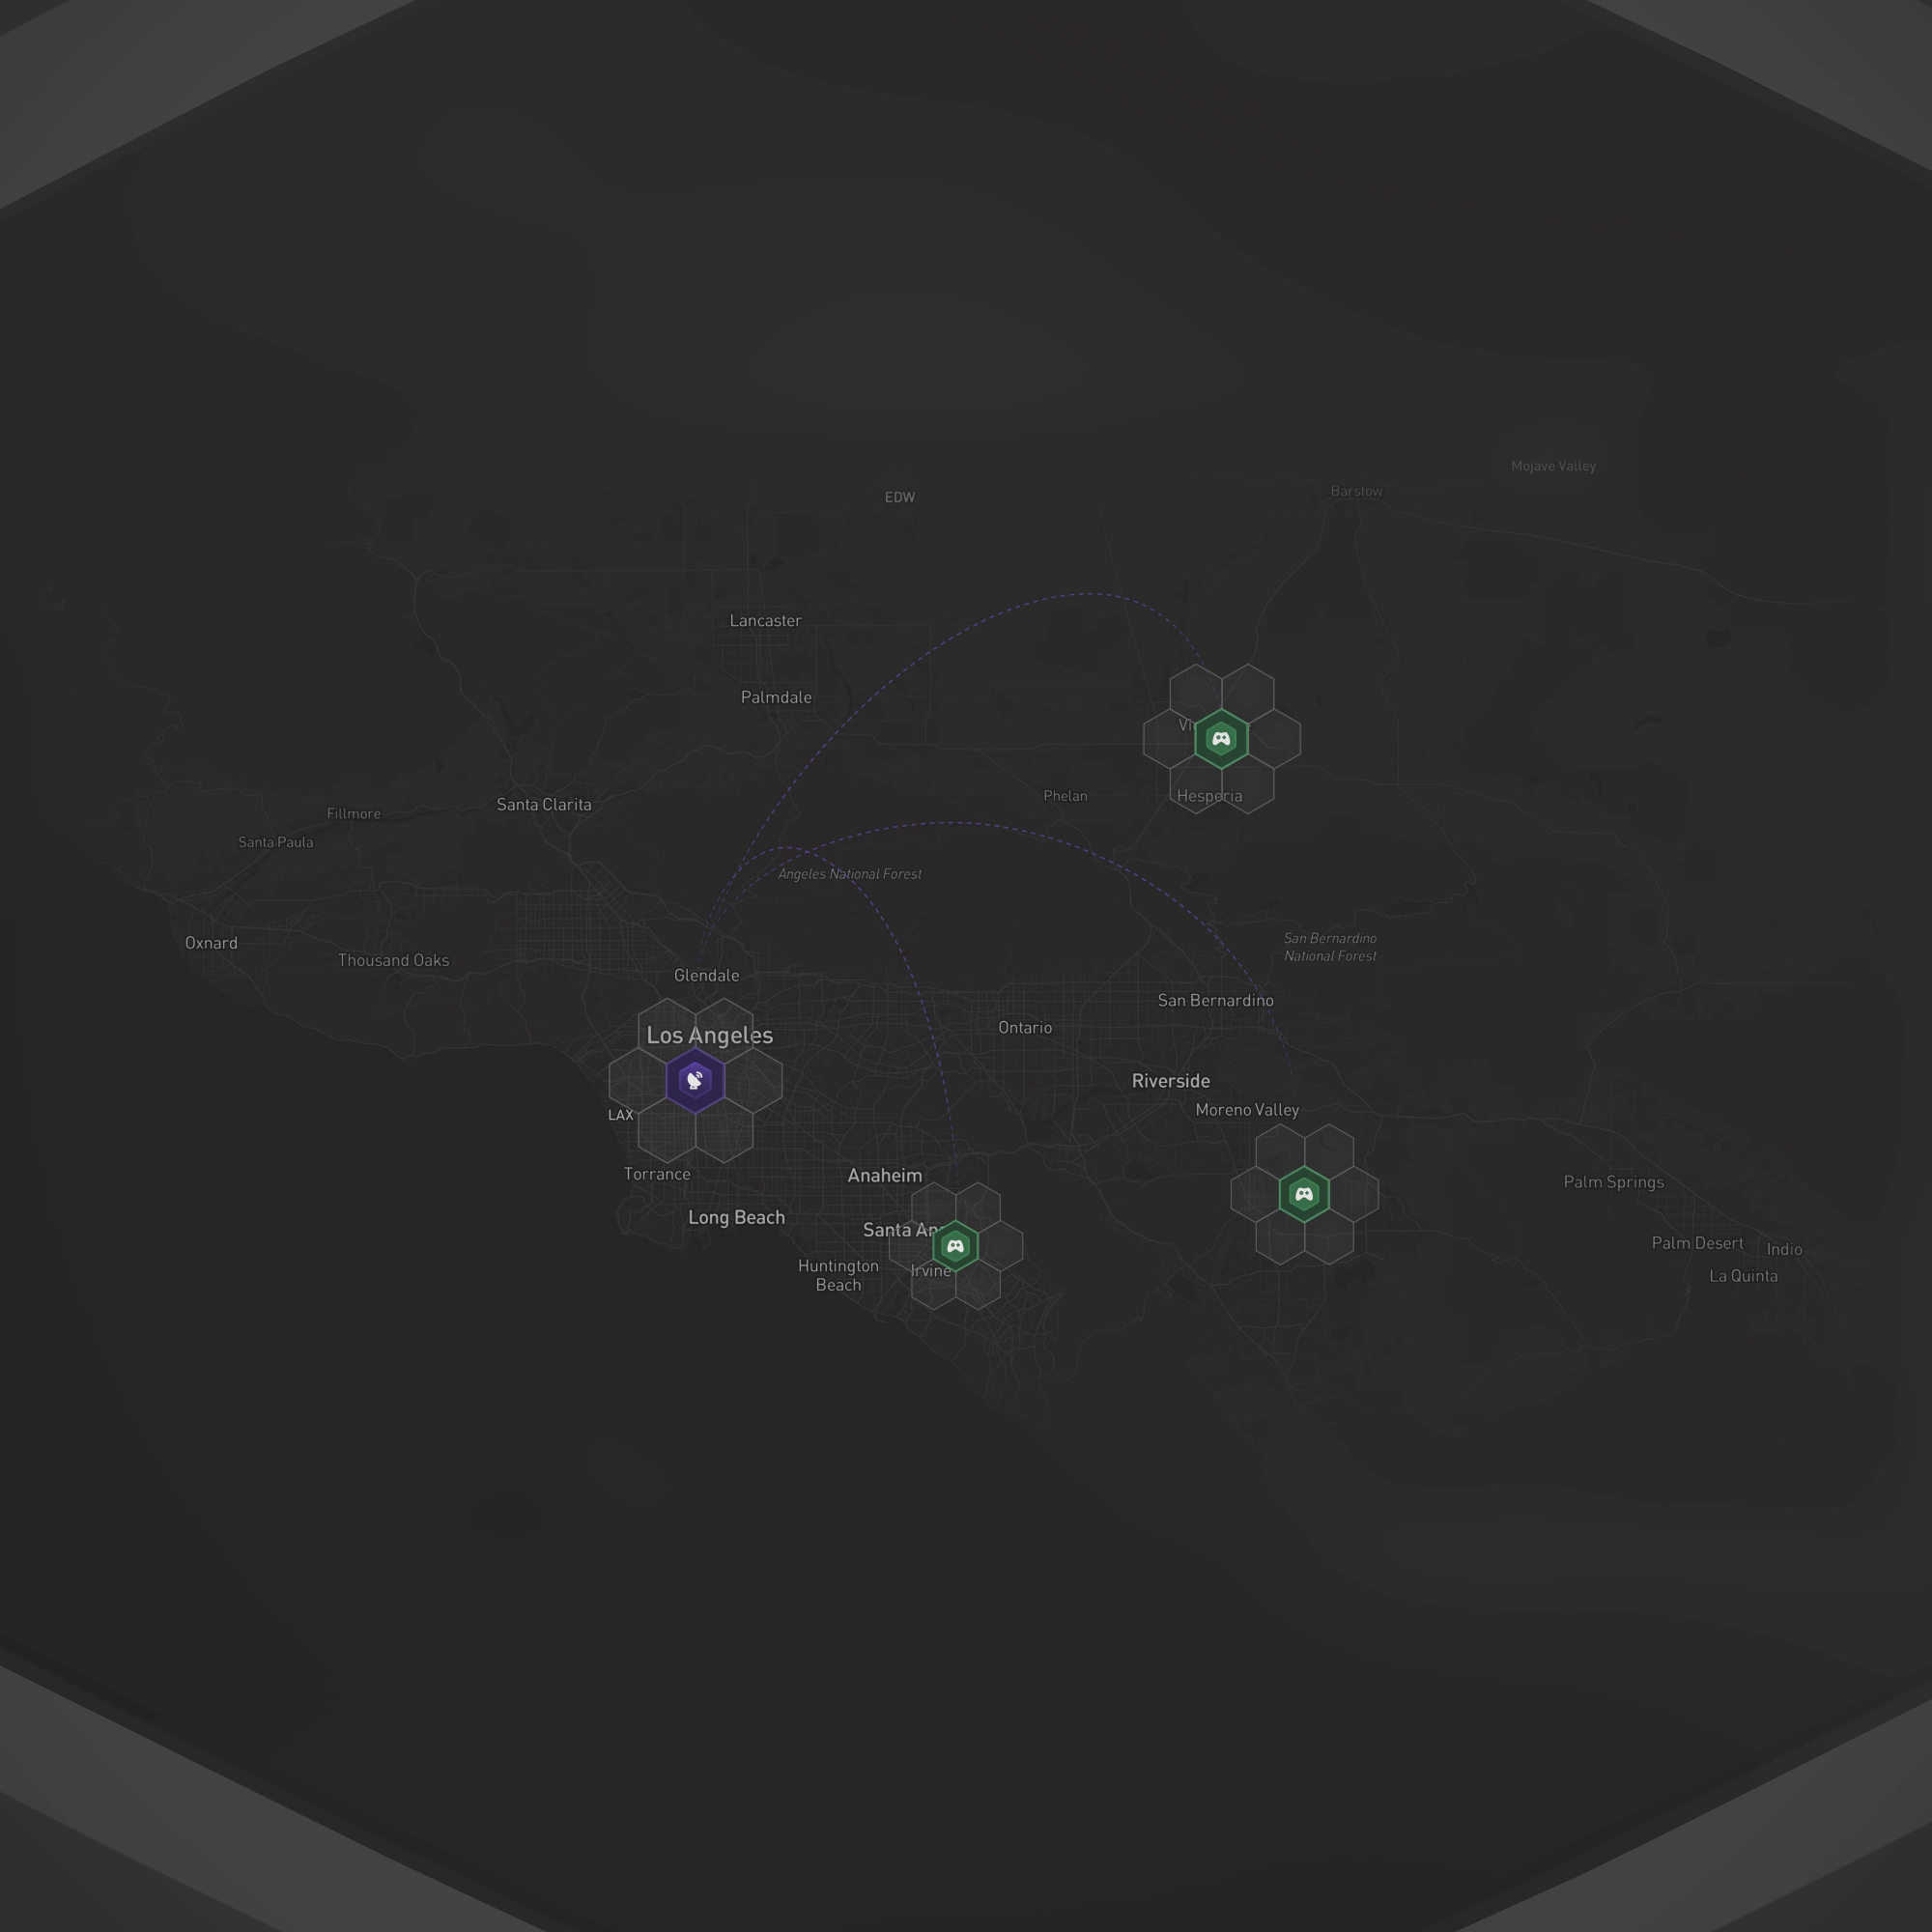 Mojave Valley
Barstow
EDW
Lancaster
Palmdale
Phelan
Hesperia
Santa Clarita
Fillmore
Santa Paula
Angeles National Forest
San Bernardino
National Forest
Oxnard
Thousand Oaks
Glendale
San Bernardino
Ontario
Los Angeles
Riverside
LAX
Moreno Valley
Torrance
Anaheim
Palm Springs
Long Beach
Santa An
Palm Desert
Indio
Huntington
Beach
Irvine
La Quinta